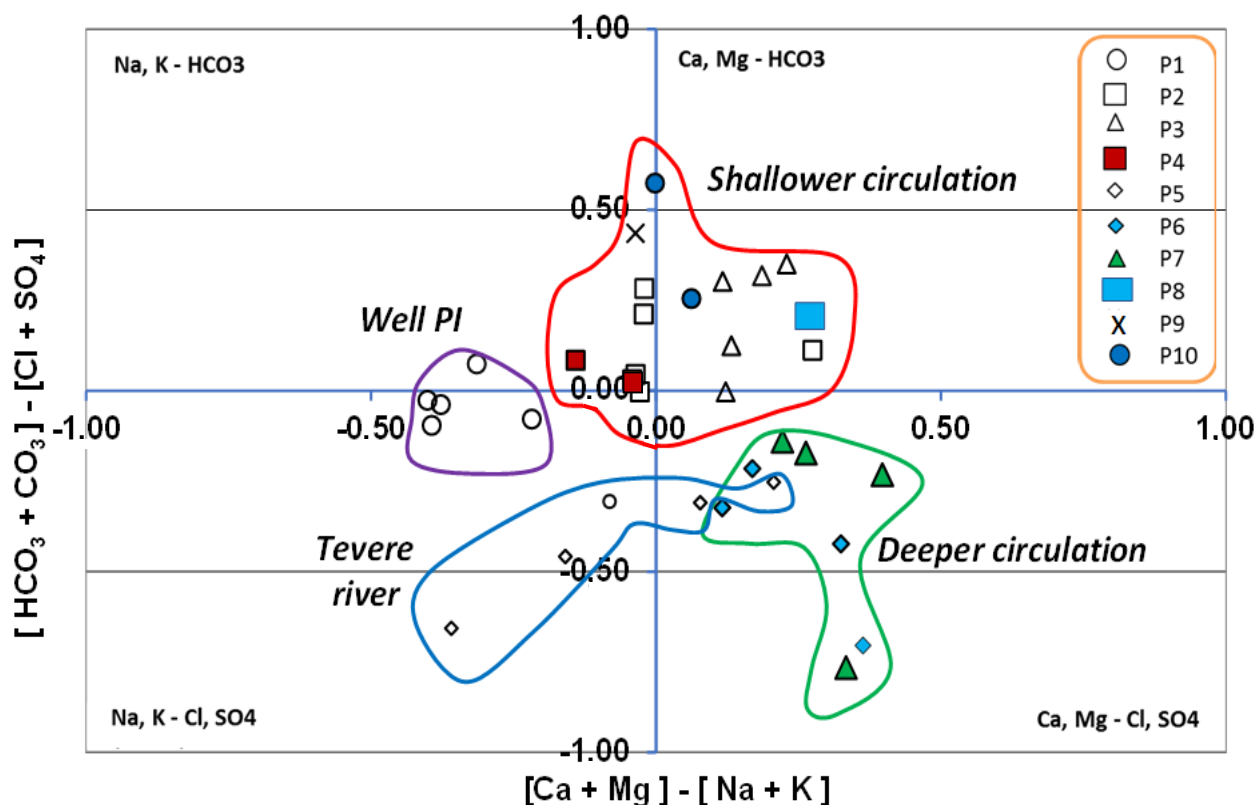 1.00
Na, K - HCO3
Ca, Mg - HCO3
P1
P2
P3
P4
P5
P6
P7
P8
P9
P10
Shallower circulation
0.50
Well PI
0.00
-1.00
-0.50
0.00
0.50
1.00
Tevere
river
Deeper circulation
-0.50
Na, K - Cl, SO4
Ca, Mg - Cl, SO4
-1.00
[ HCO₃ + CO₃ ] - [Cl + SO₄]
[Ca + Mg ] - [ Na + K ]